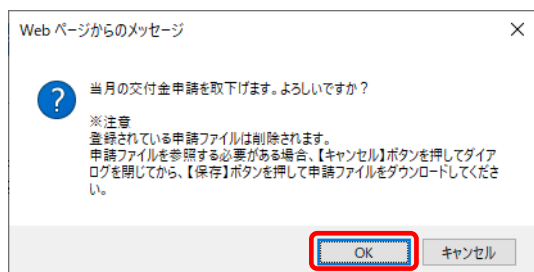 Web ページからのメッセージ
当月の交付金申請を取下げます。よろしいですか？
※注意
登録されている申請ファイルは削除されます。
申請ファイルを参照する必要がある場合、【キャンセル】ボタンを押してダイア
ログを閉じてから、【保存】ボタンを押して申請ファイルをダウンロードしてくださ
い。
OK
キャンセル